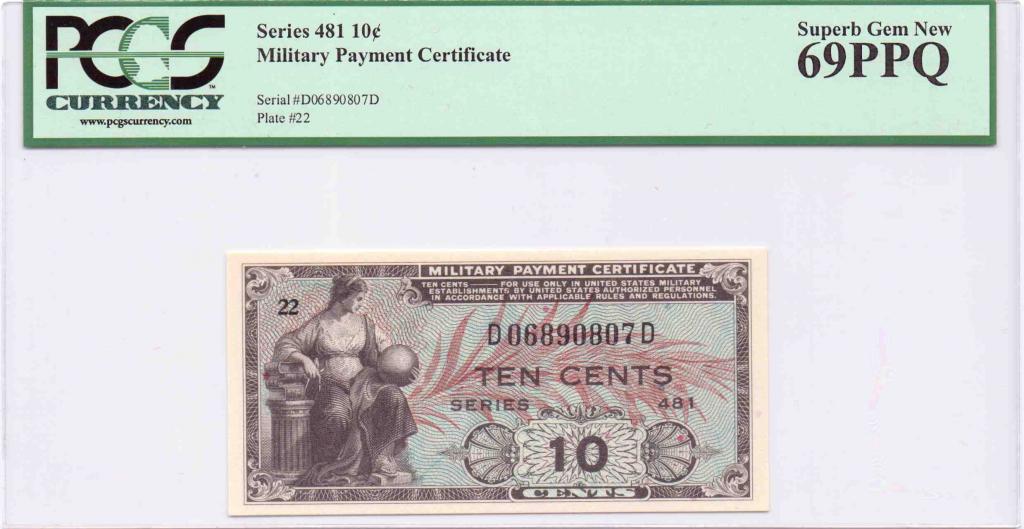 PCGS
™
CURRENCY
www.pcgscurrency.com
Series 481 10¢
Military Payment Certificate
Serial #D06890807D
Plate #22
Superb Gem New
69PPQ
MILITARY PAYMENT CERTIFICATE
TEN CENTS — FOR USE ONLY IN UNITED STATES MILITARY
ESTABLISHMENTS BY UNITED STATES AUTHORIZED PERSONNEL
IN ACCORDANCE WITH APPLICABLE RULES AND REGULATIONS.
22
D06890807D
TEN CENTS
SERIES 481
10
CENTS